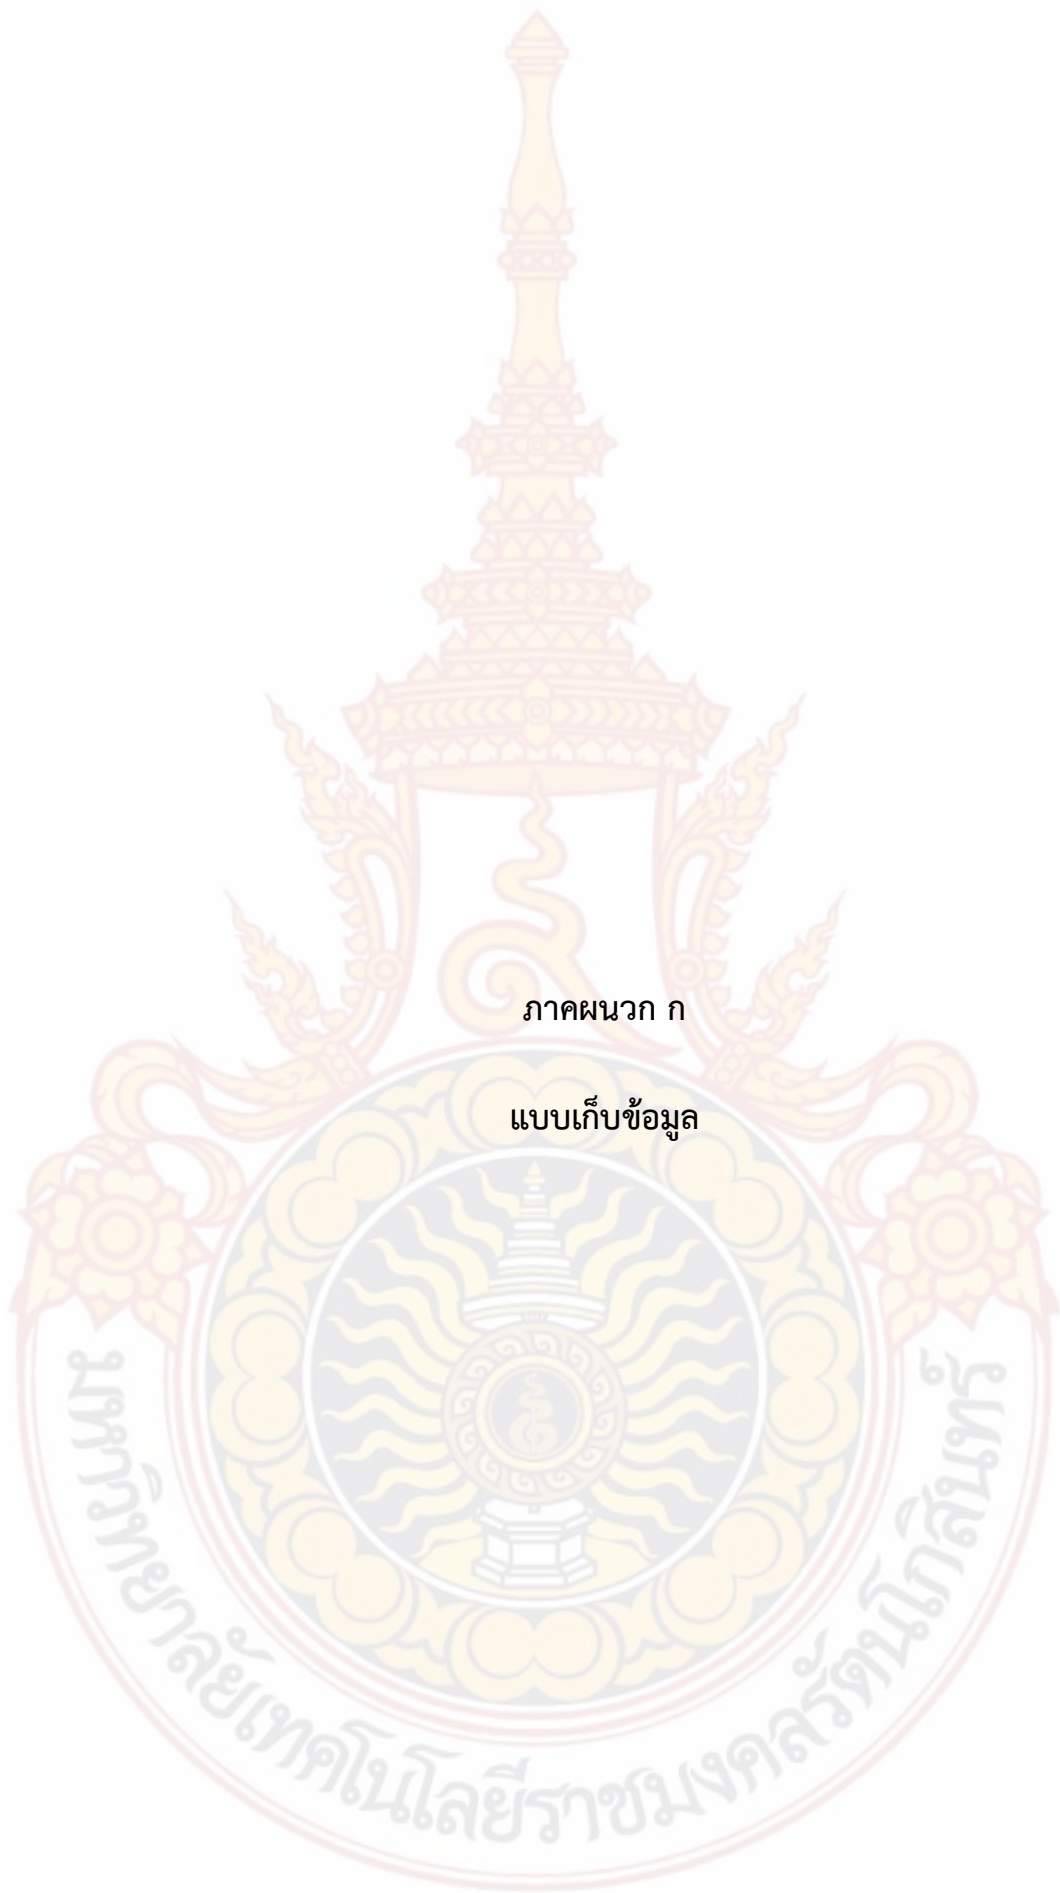 ภาคผนวก ก
แบบเก็บข้อมูล
มหาวิทยาลัยเทคโนโลยีราชมงคลรัตนโกสินทร์